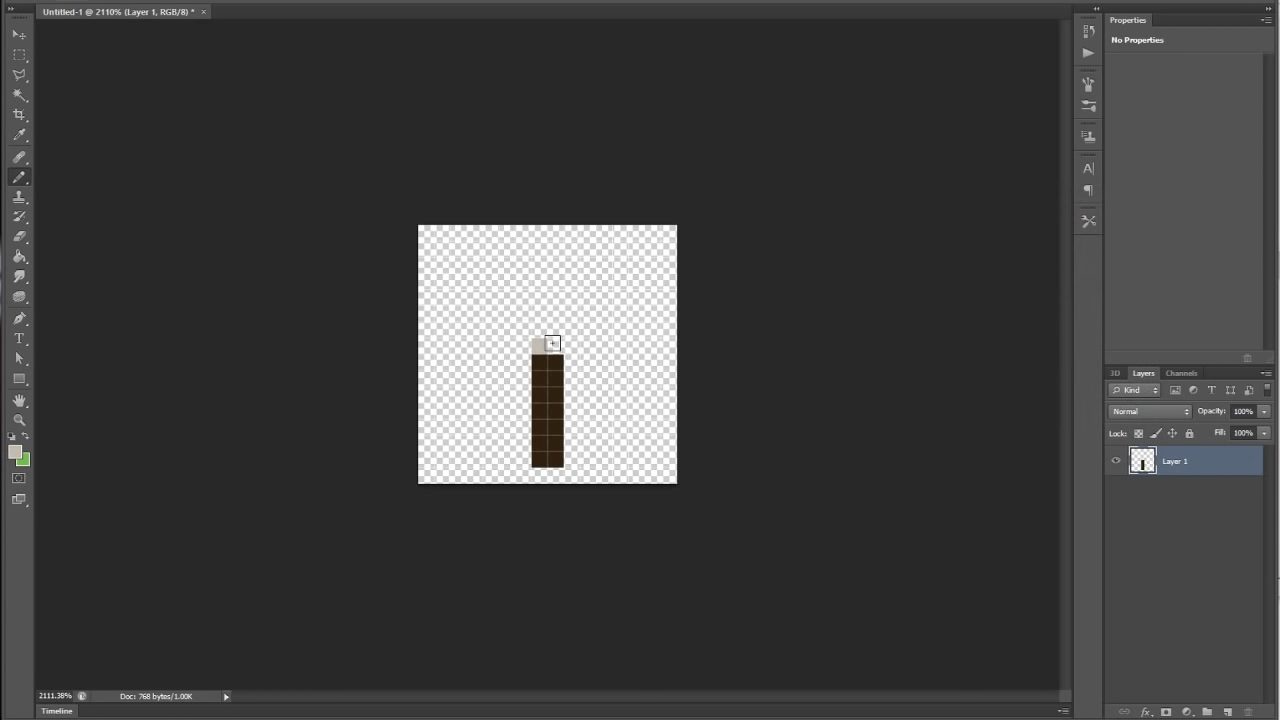 Untitled-1 @ 2110% (Layer 1, RGB/8) * ×
Properties
No Properties
3D Layers Channels
Kind
Normal Opacity: 100%
Lock: Fill: 100%
Layer 1
2111.38% Doc: 768 bytes/1.00K
Timeline